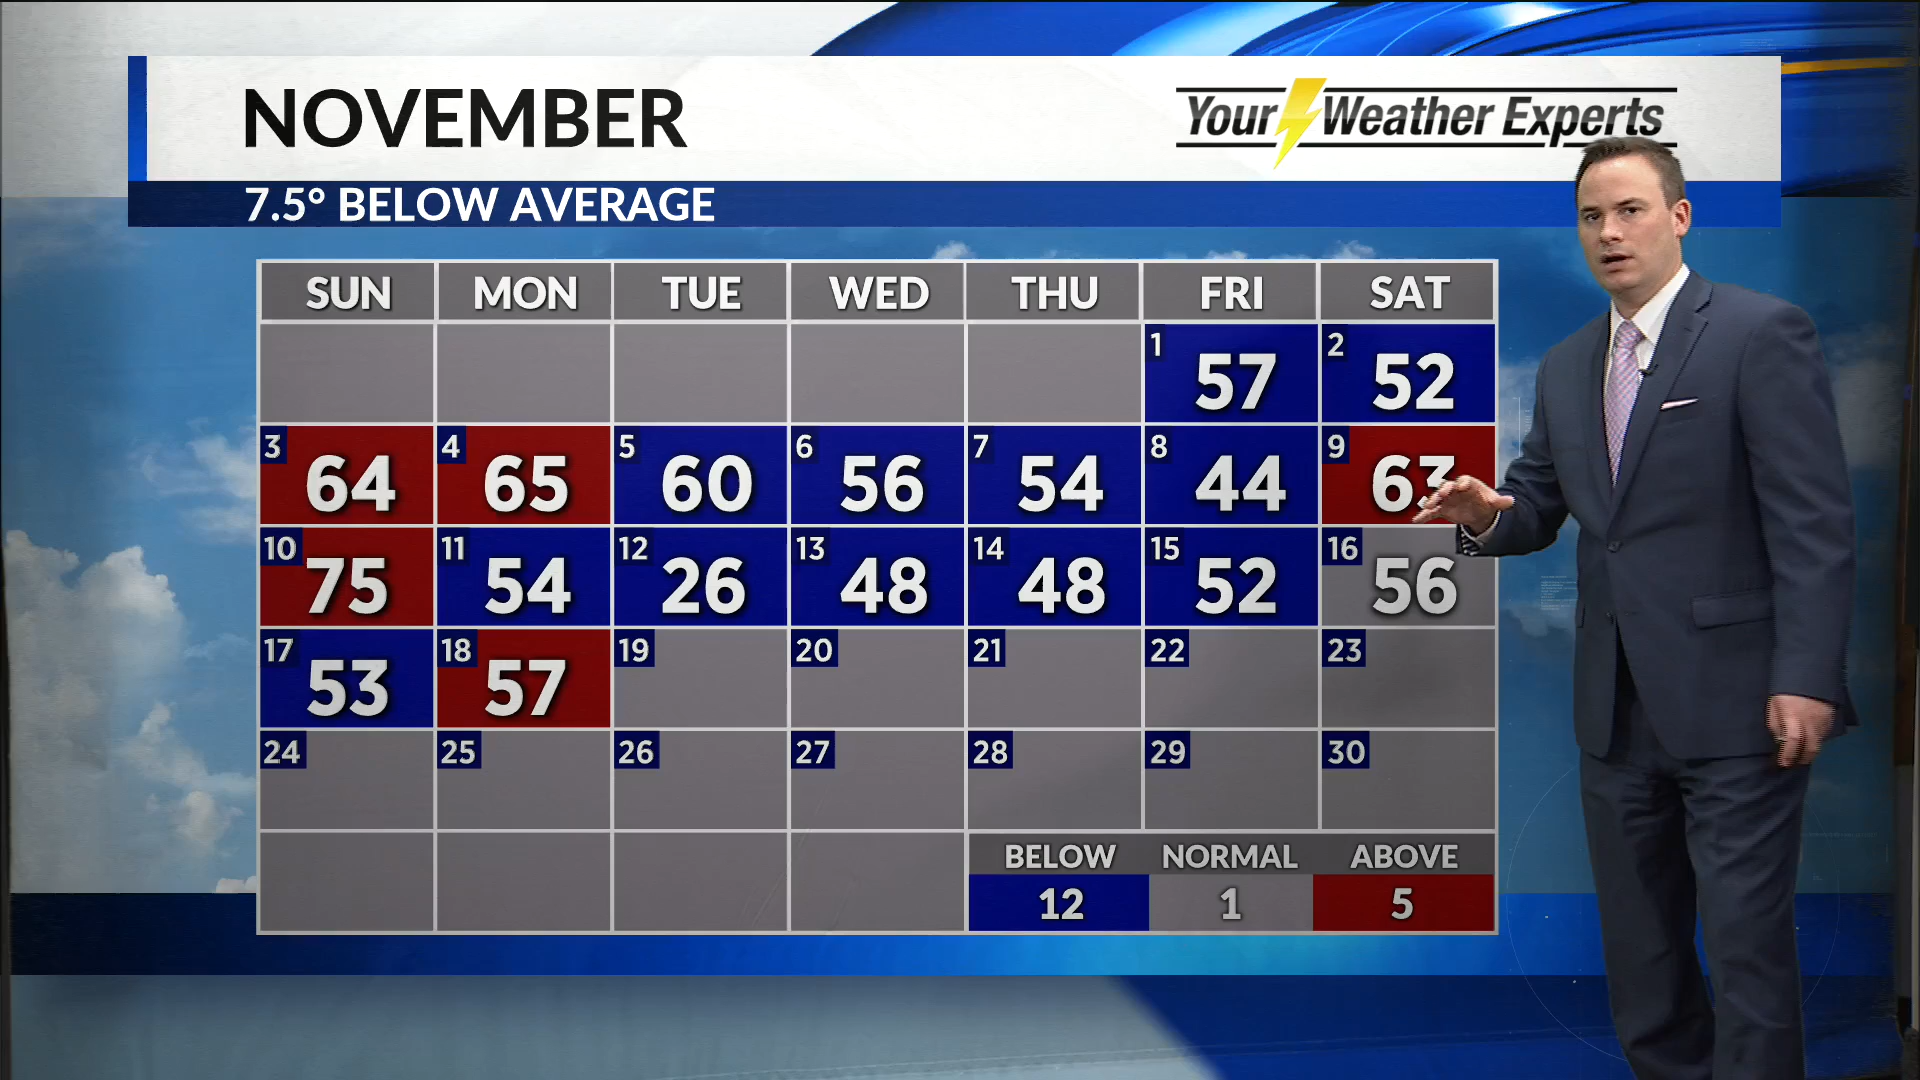 NOVEMBER
Your Weather Experts
7.5° BELOW AVERAGE
SUN MON TUE WED THU FRI SAT
1 57 2 52
3 64 4 65 5 60 6 56 7 54 8 44 9 63
10 75 11 54 12 26 13 48 14 48 15 52 16 56
17 53 18 57 19 20 21 22 23
24 25 26 27 28 29 30
BELOW NORMAL ABOVE
12 1 5